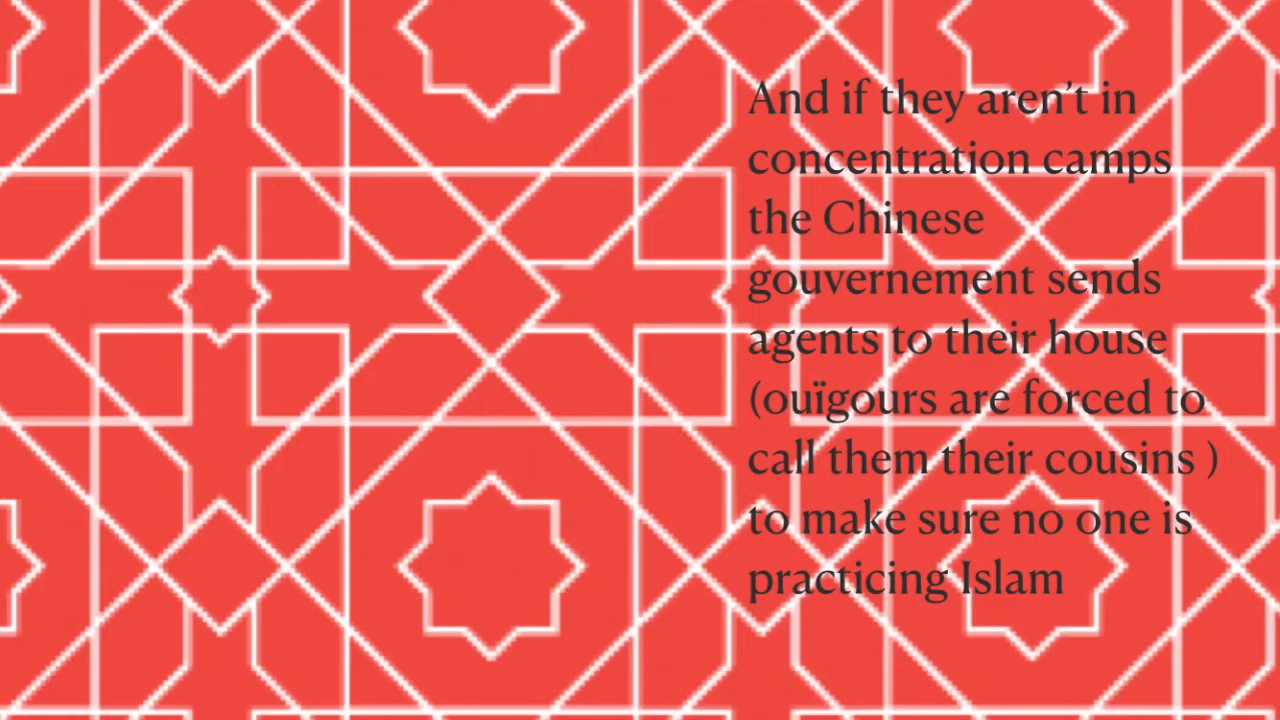 And if they aren’t in
concentration camps
the Chinese
gouvernement sends
agents to their house
(ouïgours are forced to
call them their cousins )
to make sure no one is
practicing Islam